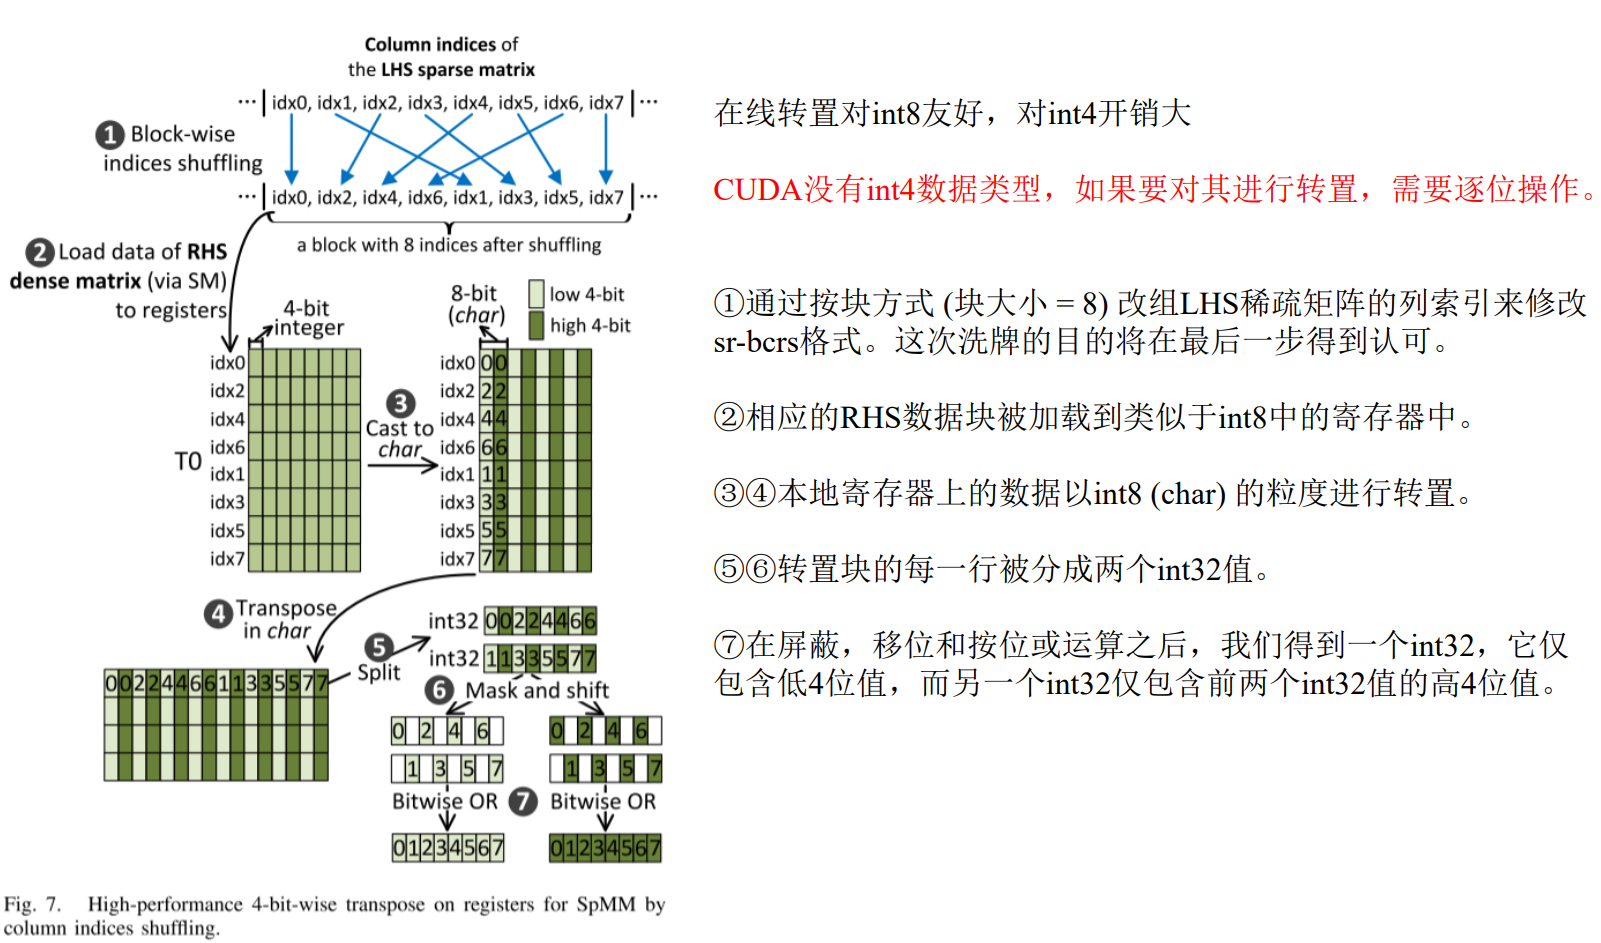 Column indices of
the LHS sparse matrix
··· | idx0, idx1, idx2, idx3, idx4, idx5, idx6, idx7 | ···
1 Block-wise
indices shuffling
··· | idx0, idx2, idx4, idx6, idx1, idx3, idx5, idx7 | ···
a block with 8 indices after shuffling
2 Load data of RHS
dense matrix (via SM)
to registers
4-bit
integer
8-bit
(char)
low 4-bit
high 4-bit
T0
idx0
idx2
idx4
idx6
idx1
idx3
idx5
idx7
3
Cast to
char
idx0 00
idx2 22
idx4 44
idx6 66
idx1 11
idx3 33
idx5 55
idx7 77
4 Transpose
in char
0022446611335577
5
Split
int32 00224466
int32 11335577
6 Mask and shift
0 2 4 6
1 3 5 7
0 2 4 6
1 3 5 7
Bitwise OR 7 Bitwise OR
01234567
01234567
Fig. 7. High-performance 4-bit-wise transpose on registers for SpMM by
column indices shuffling.
在线转置对int8友好，对int4开销大
CUDA没有int4数据类型，如果要对其进行转置，需要逐位操作。
①通过按块方式 (块大小 = 8) 改组LHS稀疏矩阵的列索引来修改
sr-bcrs格式。这次洗牌的目的将在最后一步得到认可。
②相应的RHS数据块被加载到类似于int8中的寄存器中。
③④本地寄存器上的数据以int8 (char) 的粒度进行转置。
⑤⑥转置块的每一行被分成两个int32值。
⑦在屏蔽，移位和按位或运算之后，我们得到一个int32，它仅
包含低4位值，而另一个int32仅包含前两个int32值的高4位值。